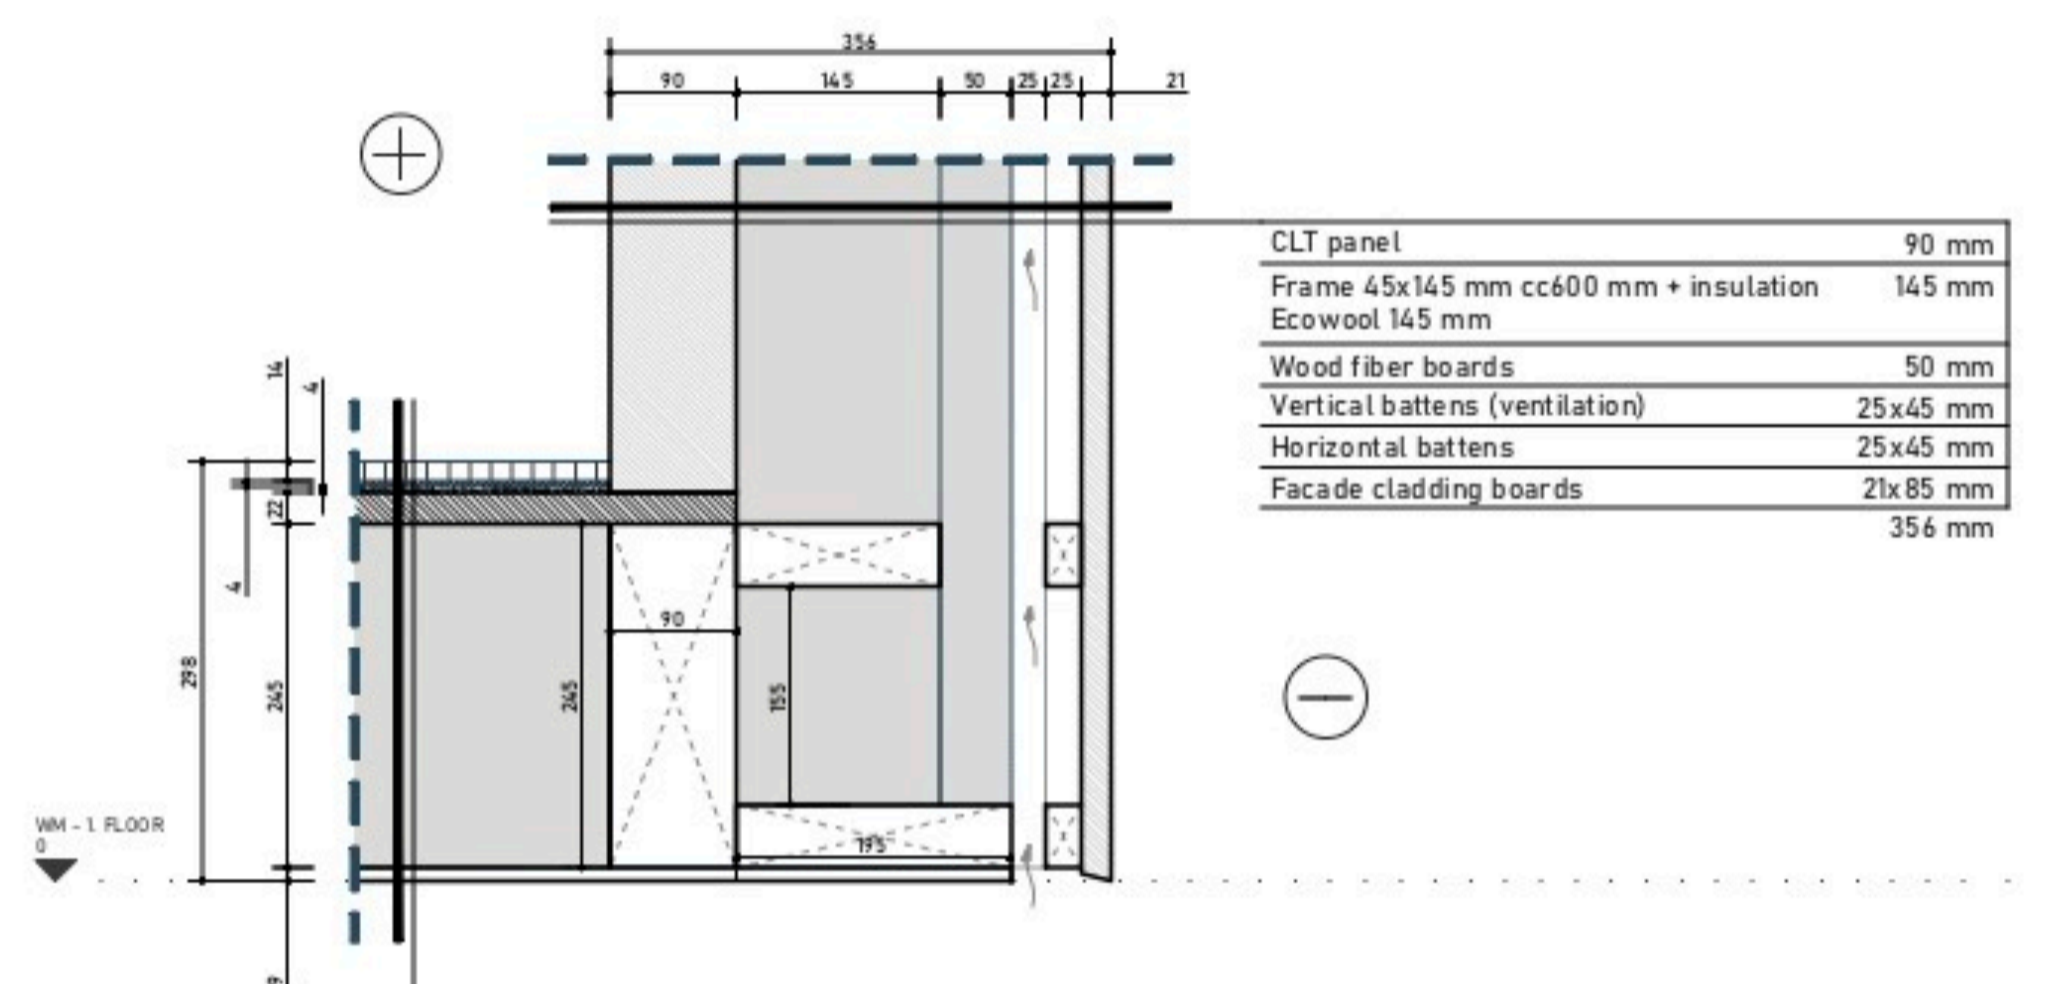 356
90 145 50 25 25 21
CLT panel 90 mm
Frame 45x145 mm cc600 mm + insulation 145 mm
Ecowool 145 mm
Wood fiber boards 50 mm
Vertical battens (ventilation) 25x45 mm
Horizontal battens 25x45 mm
Facade cladding boards 21x85 mm
356 mm
14
4
22
4
90
298
245
245
155
195
WM - 1. FLOOR
0